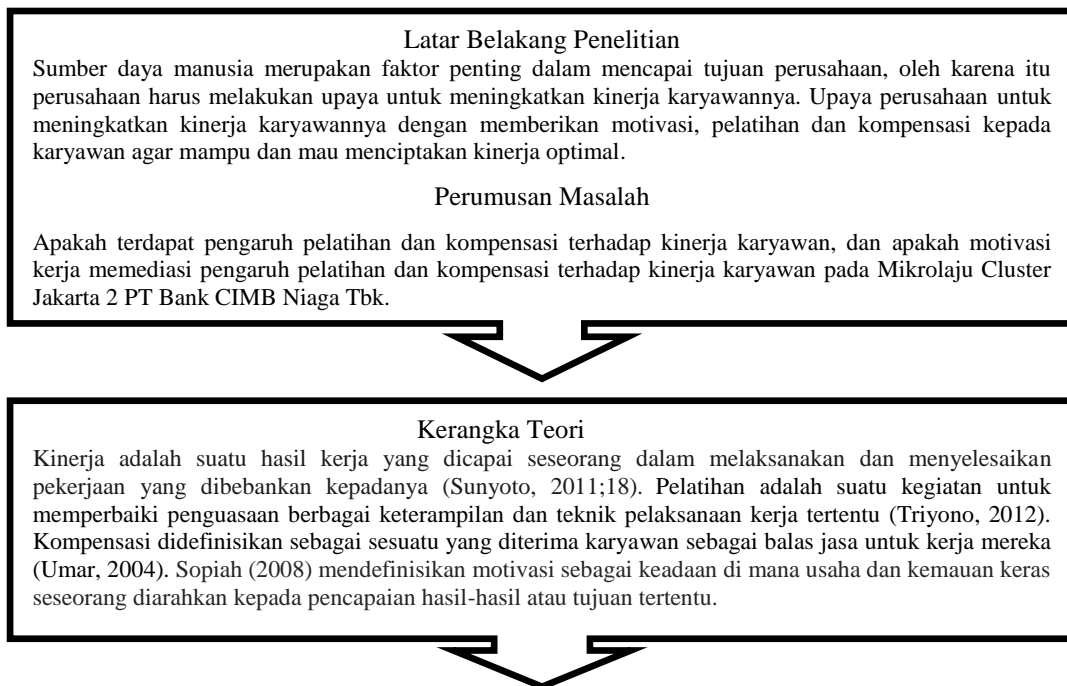 Latar Belakang Penelitian
Sumber daya manusia merupakan faktor penting dalam mencapai tujuan perusahaan, oleh karena itu
perusahaan harus melakukan upaya untuk meningkatkan kinerja karyawannya. Upaya perusahaan untuk
meningkatkan kinerja karyawannya dengan memberikan motivasi, pelatihan dan kompensasi kepada
karyawan agar mampu dan mau menciptakan kinerja optimal.
Perumusan Masalah
Apakah terdapat pengaruh pelatihan dan kompensasi terhadap kinerja karyawan, dan apakah motivasi
kerja memediasi pengaruh pelatihan dan kompensasi terhadap kinerja karyawan pada Mikrolaju Cluster
Jakarta 2 PT Bank CIMB Niaga Tbk.
Kerangka Teori
Kinerja adalah suatu hasil kerja yang dicapai seseorang dalam melaksanakan dan menyelesaikan
pekerjaan yang dibebankan kepadanya (Sunyoto, 2011;18). Pelatihan adalah suatu kegiatan untuk
memperbaiki penguasaan berbagai keterampilan dan teknik pelaksanaan kerja tertentu (Triyono, 2012).
Kompensasi didefinisikan sebagai sesuatu yang diterima karyawan sebagai balas jasa untuk kerja mereka
(Umar, 2004). Sopiah (2008) mendefinisikan motivasi sebagai keadaan di mana usaha dan kemauan keras
seseorang diarahkan kepada pencapaian hasil-hasil atau tujuan tertentu.